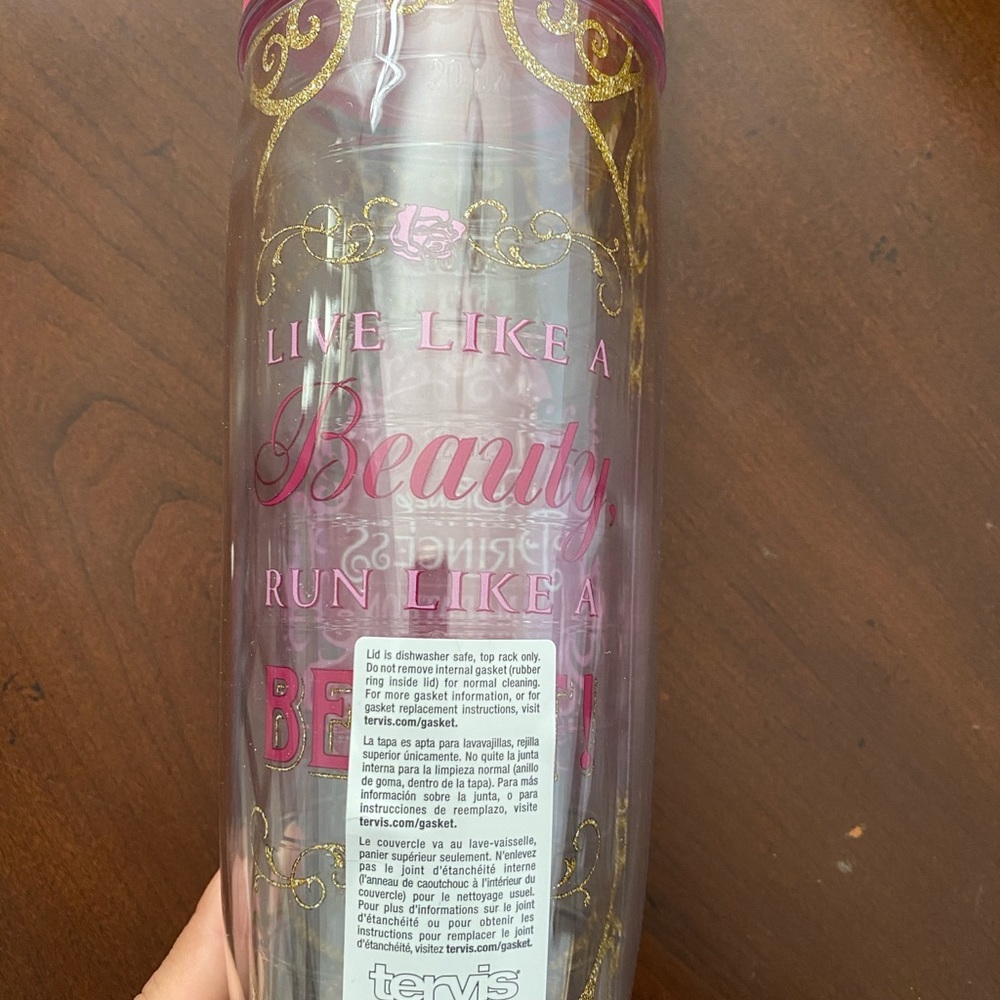 LIVE LIKE A
Beauty,
RUN LIKE A
BE !
Lid is dishwasher safe, top rack only.
Do not remove internal gasket (rubber
ring inside lid) for normal cleaning.
For more gasket information, or for
gasket replacement instructions, visit
tervis.com/gasket.
La tapa es apta para lavavajillas, rejilla
superior únicamente. No quite la junta
interna para la limpieza normal (anillo
de goma, dentro de la tapa). Para más
información sobre la junta, o para
instrucciones de reemplazo, visite
tervis.com/gasket.
Le couvercle va au lave-vaisselle,
panier supérieur seulement. N'enlevez
pas le joint d'étanchéité interne
(l'anneau de caoutchouc à l'intérieur du
couvercle) pour le nettoyage usuel.
Pour plus d'informations sur le joint
d'étanchéité ou pour obtenir les
instructions pour remplacer le joint
d'étanchéité, visitez tervis.com/gasket.
tervis
Disney
PRINCESS